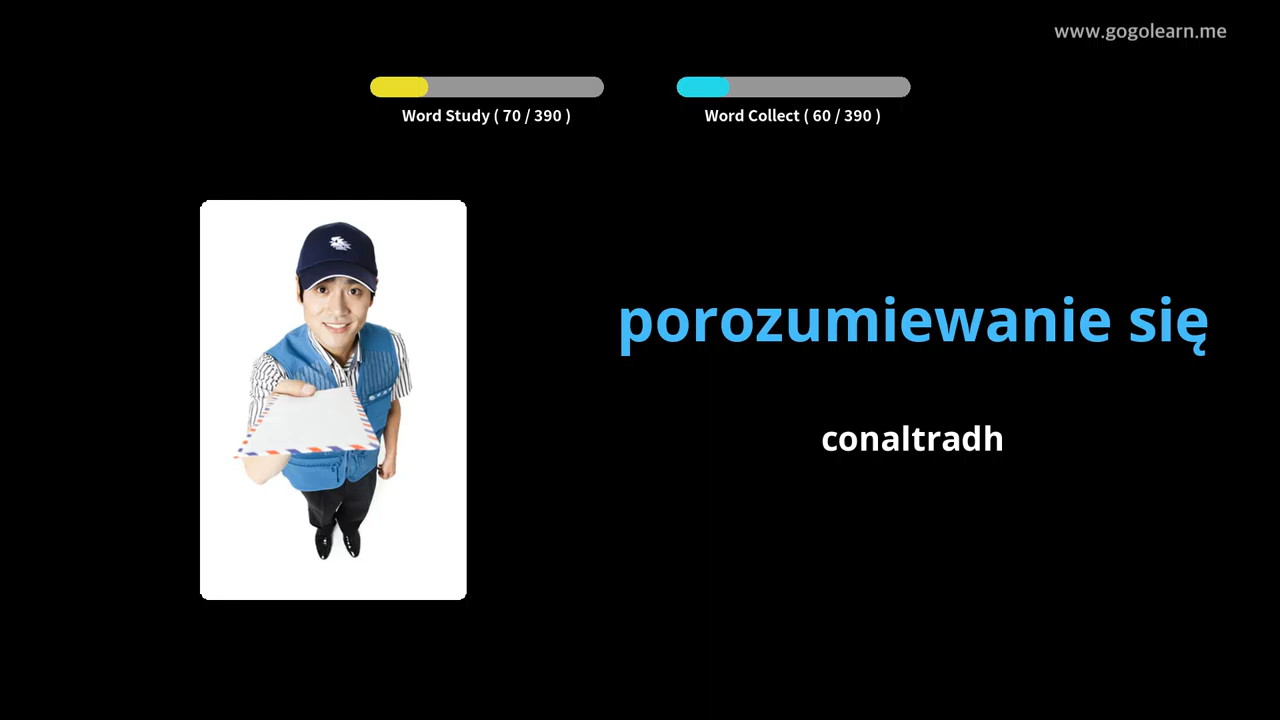 www.gogolearn.me
Word Study ( 70 / 390 )
Word Collect ( 60 / 390 )
porozumiewanie się
conaltradh